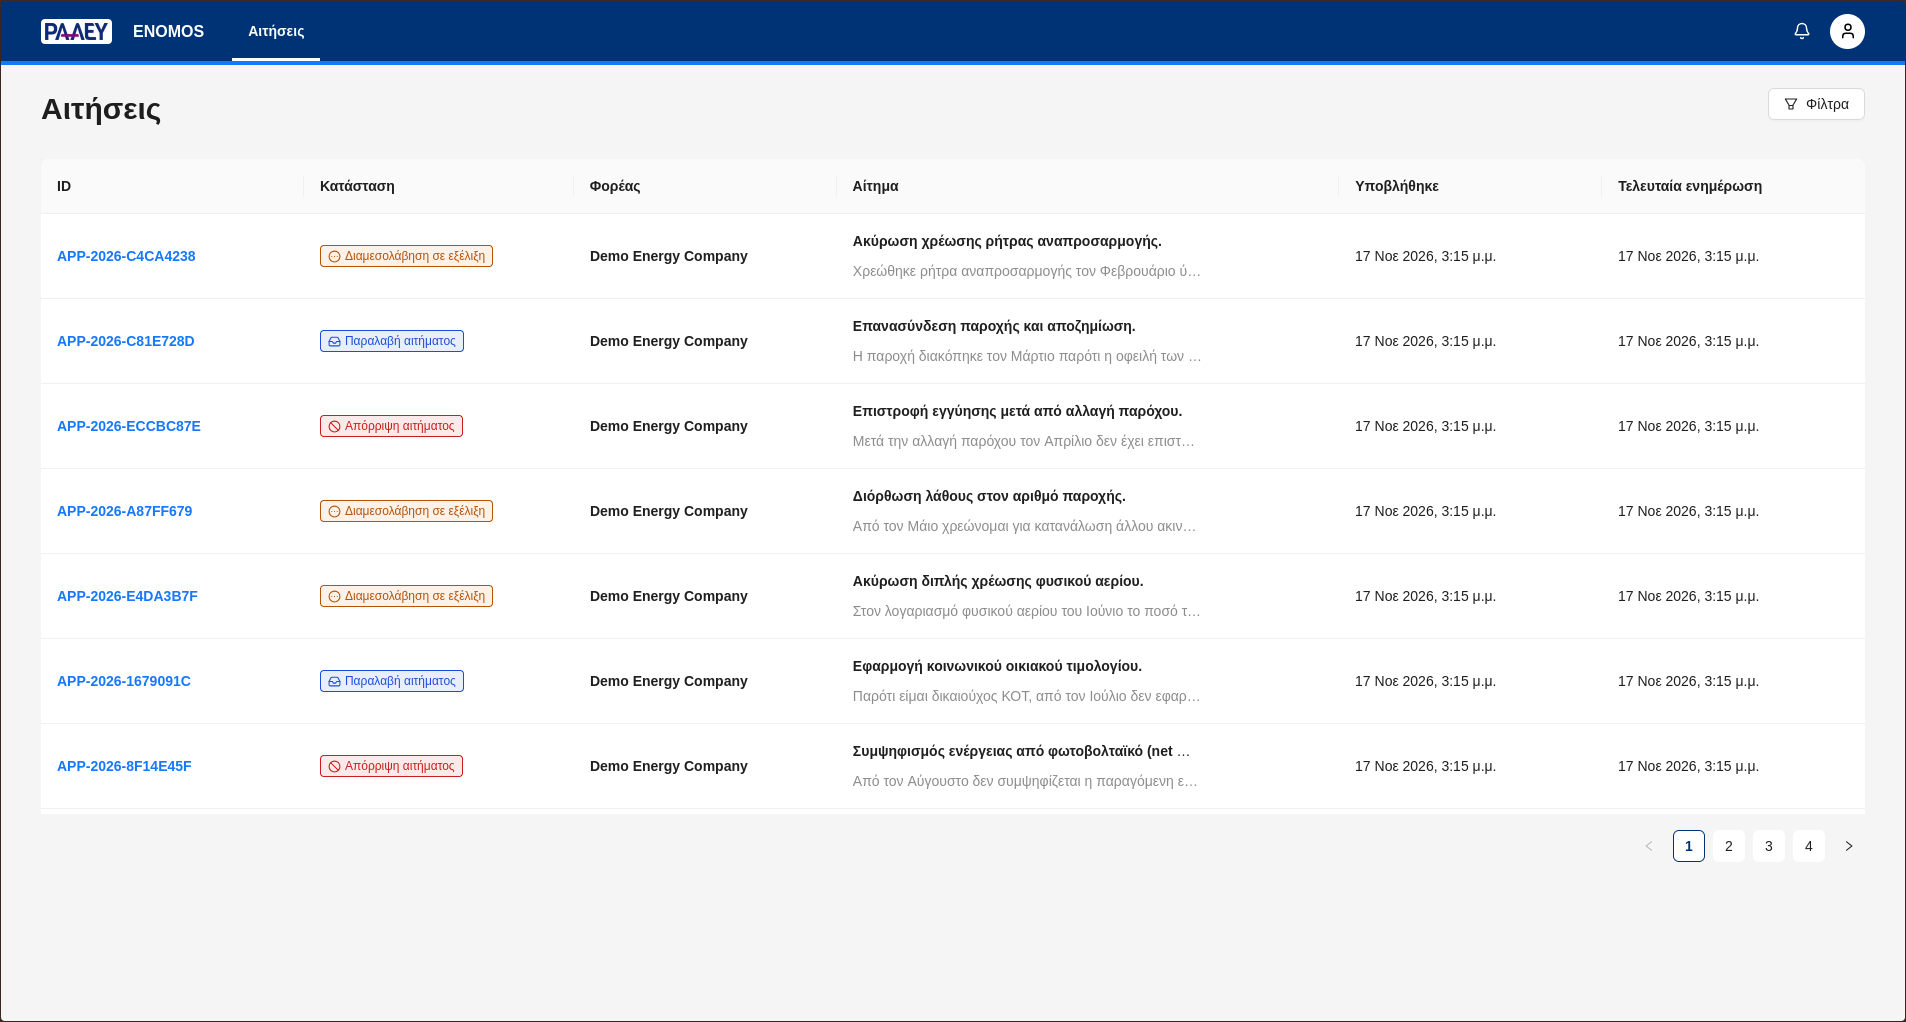 ΡΑΑΕΥ ENOMOS Αιτήσεις
Αιτήσεις
Φίλτρα
ID Κατάσταση Φορέας Αίτημα Υποβλήθηκε Τελευταία ενημέρωση
APP-2026-C4CA4238 Διαμεσολάβηση σε εξέλιξη Demo Energy Company Ακύρωση χρέωσης ρήτρας αναπροσαρμογής. 17 Νοε 2026, 3:15 μ.μ. 17 Νοε 2026, 3:15 μ.μ.
Χρεώθηκε ρήτρα αναπροσαρμογής τον Φεβρουάριο ύ…
APP-2026-C81E728D Παραλαβή αιτήματος Demo Energy Company Επανασύνδεση παροχής και αποζημίωση. 17 Νοε 2026, 3:15 μ.μ. 17 Νοε 2026, 3:15 μ.μ.
Η παροχή διακόπηκε τον Μάρτιο παρότι η οφειλή των …
APP-2026-ECCBC87E Απόρριψη αιτήματος Demo Energy Company Επιστροφή εγγύησης μετά από αλλαγή παρόχου. 17 Νοε 2026, 3:15 μ.μ. 17 Νοε 2026, 3:15 μ.μ.
Μετά την αλλαγή παρόχου τον Απρίλιο δεν έχει επιστ…
APP-2026-A87FF679 Διαμεσολάβηση σε εξέλιξη Demo Energy Company Διόρθωση λάθους στον αριθμό παροχής. 17 Νοε 2026, 3:15 μ.μ. 17 Νοε 2026, 3:15 μ.μ.
Από τον Μάιο χρεώνομαι για κατανάλωση άλλου ακιν…
APP-2026-E4DA3B7F Διαμεσολάβηση σε εξέλιξη Demo Energy Company Ακύρωση διπλής χρέωσης φυσικού αερίου. 17 Νοε 2026, 3:15 μ.μ. 17 Νοε 2026, 3:15 μ.μ.
Στον λογαριασμό φυσικού αερίου του Ιούνιο το ποσό τ…
APP-2026-1679091C Παραλαβή αιτήματος Demo Energy Company Εφαρμογή κοινωνικού οικιακού τιμολογίου. 17 Νοε 2026, 3:15 μ.μ. 17 Νοε 2026, 3:15 μ.μ.
Παρότι είμαι δικαιούχος ΚΟΤ, από τον Ιούλιο δεν εφαρ…
APP-2026-8F14E45F Απόρριψη αιτήματος Demo Energy Company Συμψηφισμός ενέργειας από φωτοβολταϊκό (net … 17 Νοε 2026, 3:15 μ.μ. 17 Νοε 2026, 3:15 μ.μ.
Από τον Αύγουστο δεν συμψηφίζεται η παραγόμενη ε…
1 2 3 4